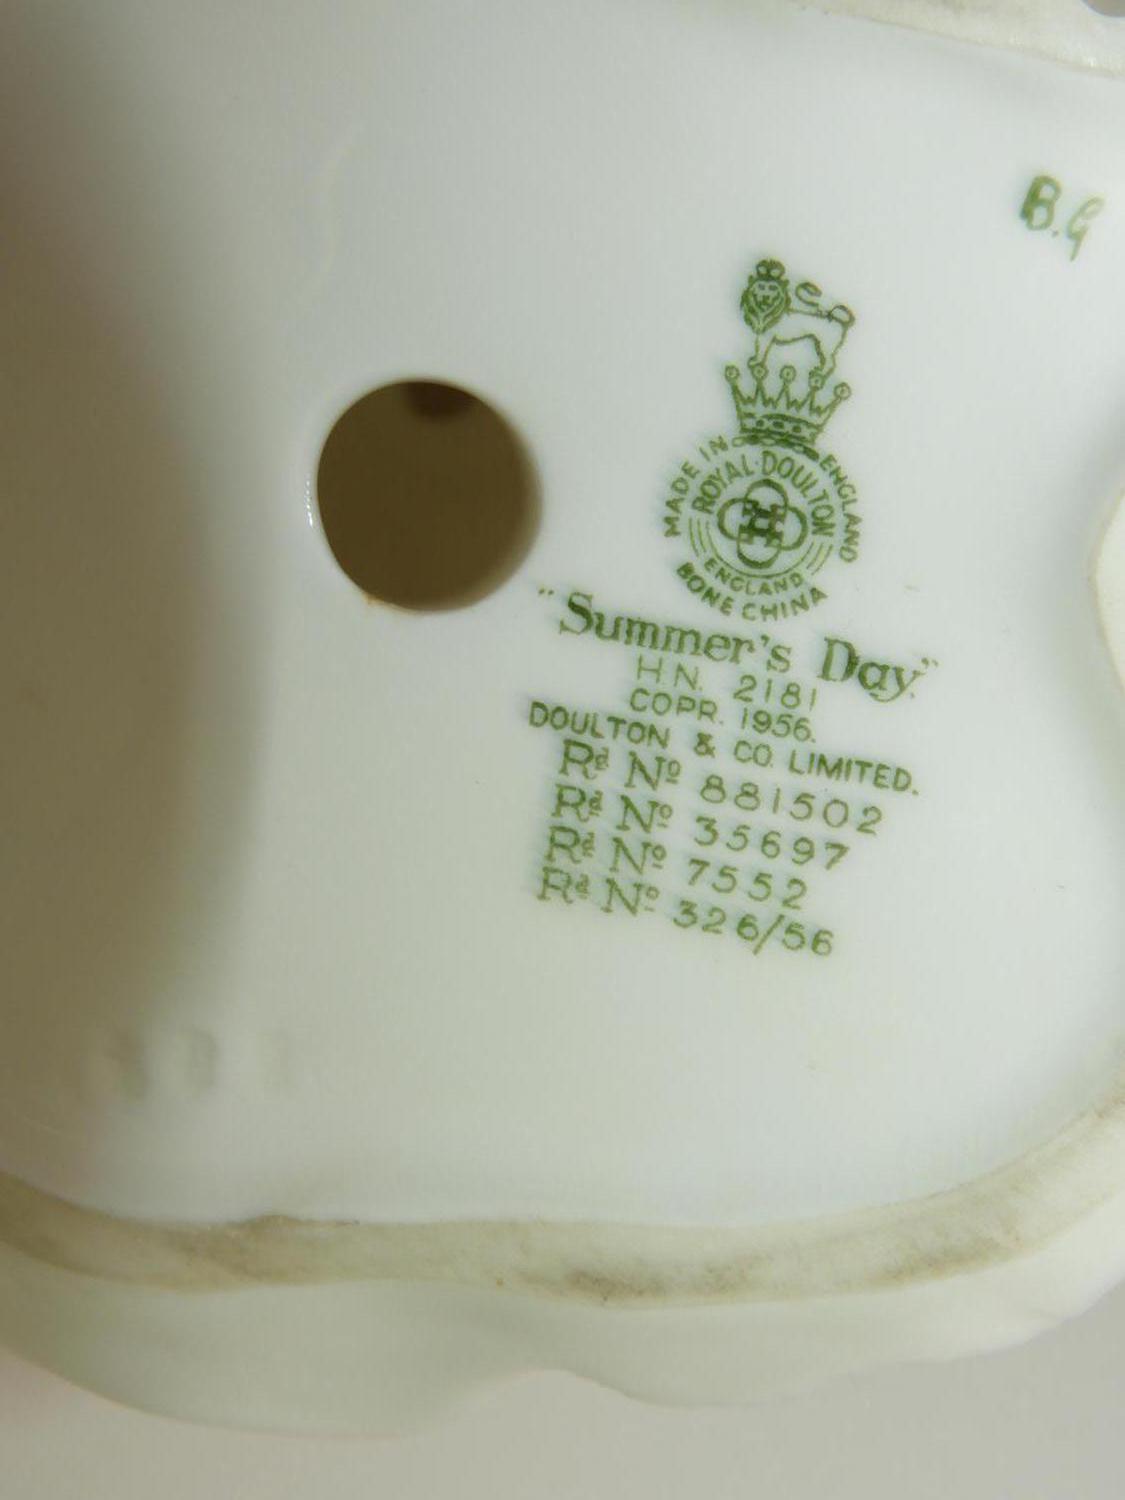 B.G
MADE IN ENGLAND
ROYAL·DOULTON
ENGLAND
BONE CHINA
"Summer's Day."
H.N. 2181
COPR. 1956.
DOULTON & CO. LIMITED.
Rd No 881502
Rd No 35697
Rd No 7552
Rd No 326/56